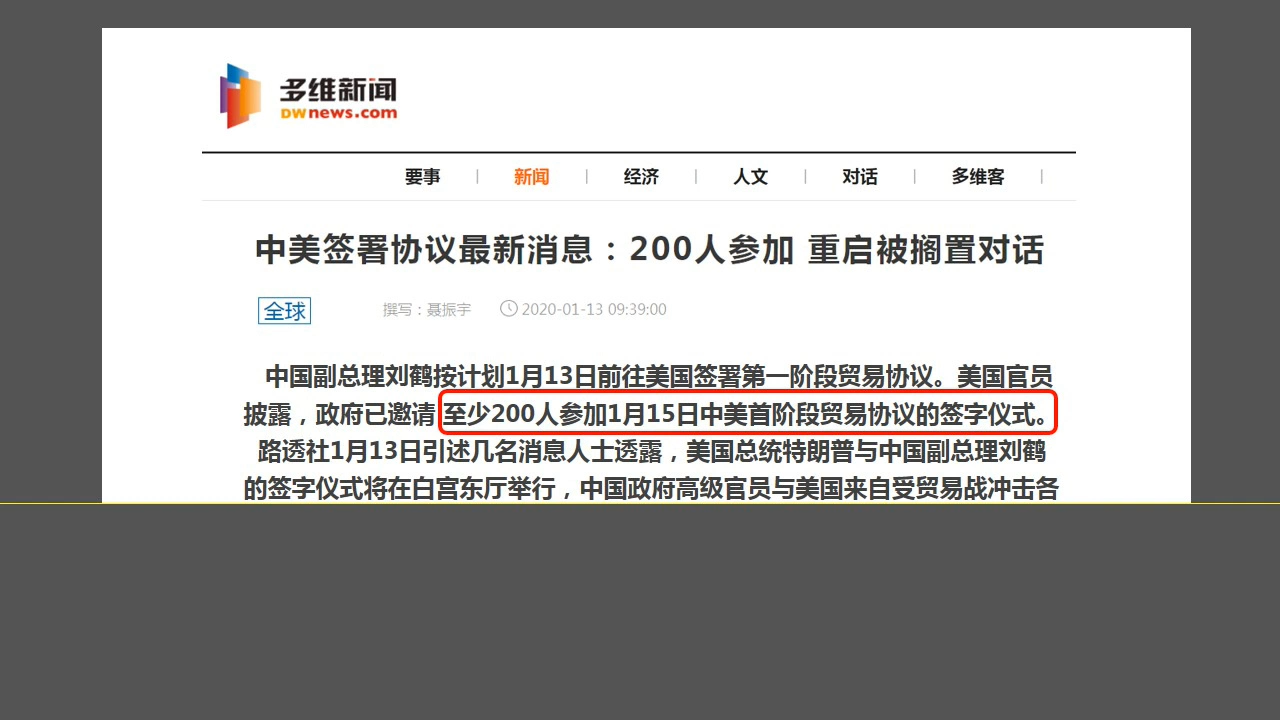 多维新闻
DWnews.com
要事 | 新闻 | 经济 | 人文 | 对话 | 多维客 |
中美签署协议最新消息：200人参加 重启被搁置对话
全球 撰写：聂振宇 2020-01-13 09:39:00
中国副总理刘鹤按计划1月13日前往美国签署第一阶段贸易协议。美国官员
披露，政府已邀请至少200人参加1月15日中美首阶段贸易协议的签字仪式。
路透社1月13日引述几名消息人士透露，美国总统特朗普与中国副总理刘鹤
的签字仪式将在白宫东厅举行，中国政府高级官员与美国来自受贸易战冲击各